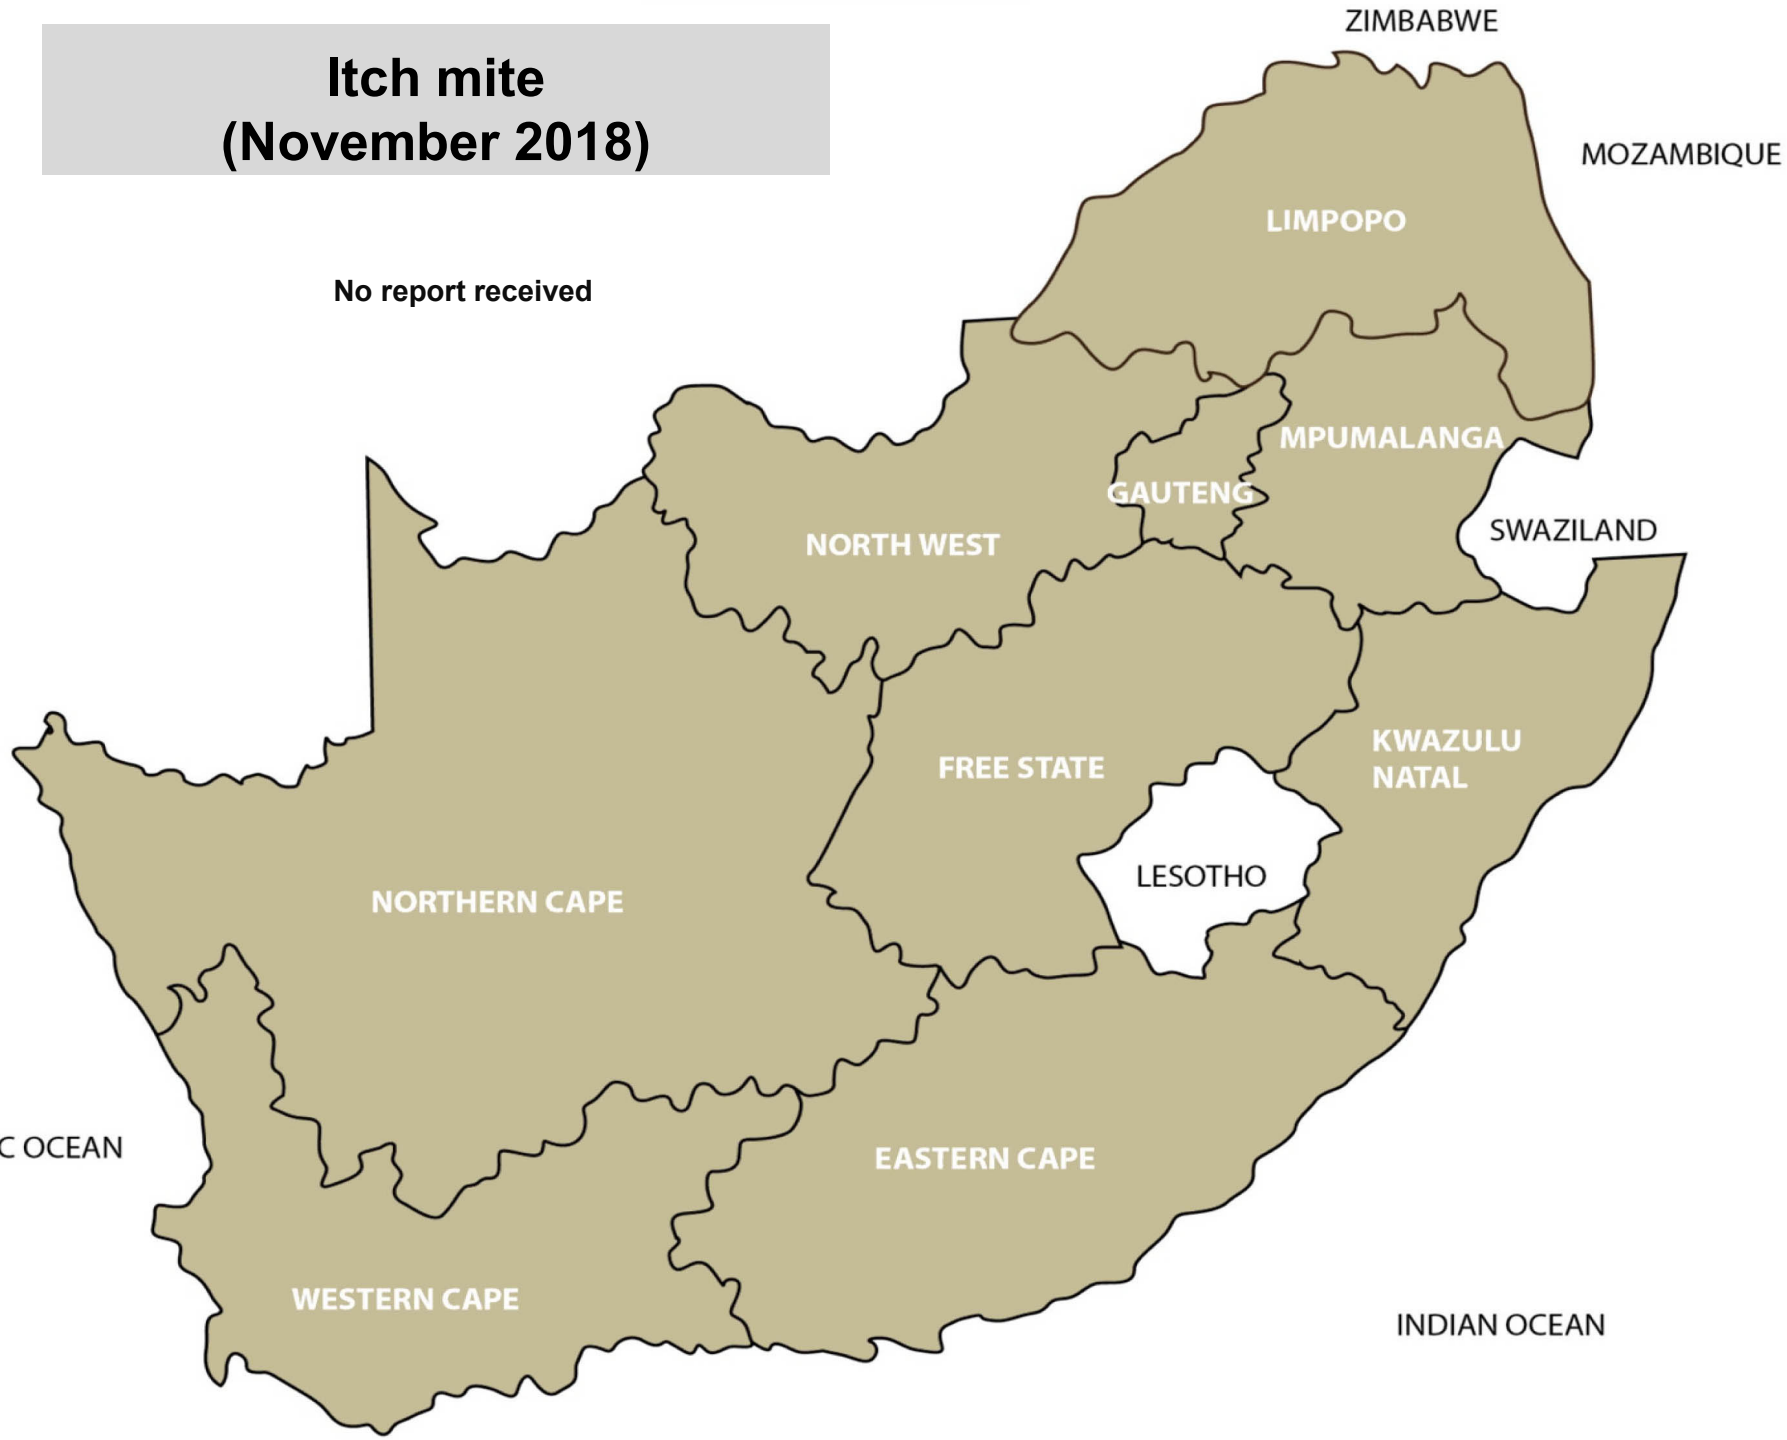 Itch mite
(November 2018)
No report received
ZIMBABWE
MOZAMBIQUE
LIMPOPO
MPUMALANGA
GAUTENG
SWAZILAND
NORTH WEST
KWAZULU
NATAL
FREE STATE
LESOTHO
NORTHERN CAPE
C OCEAN
EASTERN CAPE
WESTERN CAPE
INDIAN OCEAN